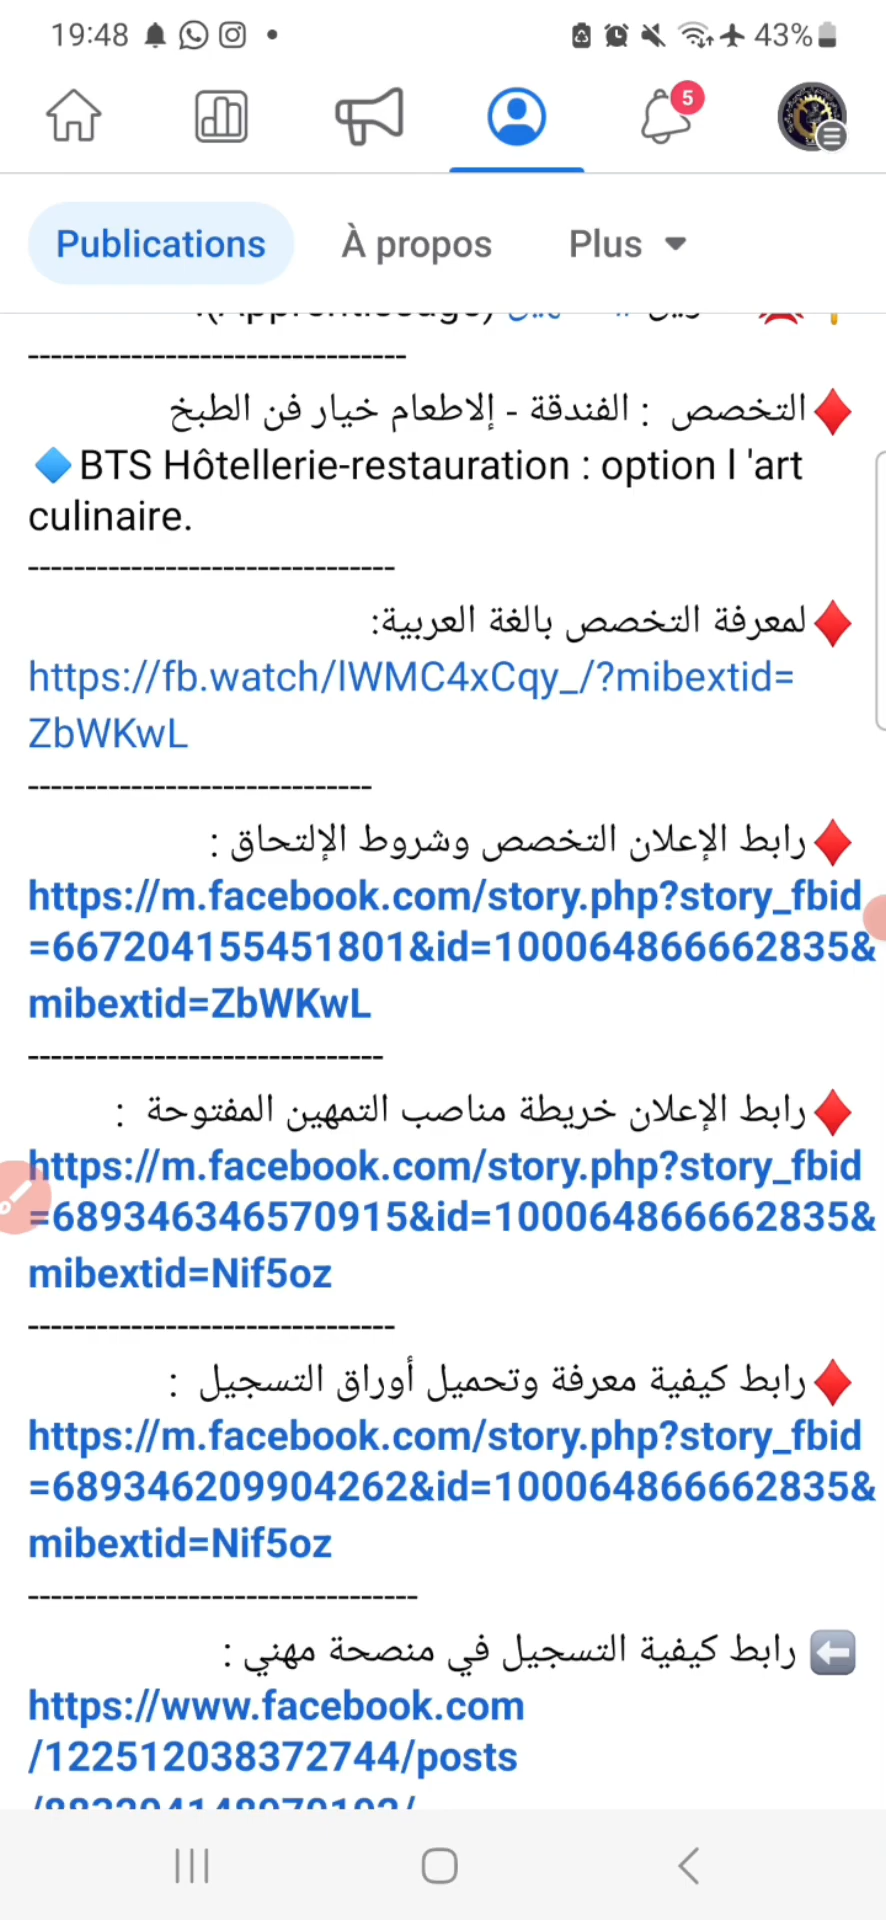 19:48
43%
5
Publications
À propos
Plus
(Apprentissage)
-------------------------------
التخصص : الفندقة - إلاطعام خيار فن الطبخ
BTS Hôtellerie-restauration : option l 'art
culinaire.
------------------------------
لمعرفة التخصص بالغة العربية:
https://fb.watch/lWMC4xCqy_/?mibextid=
ZbWKwL
----------------------------
رابط الإعلان التخصص وشروط الإلتحاق :
https://m.facebook.com/story.php?story_fbid
=667204155451801&id=100064866662835&
mibextid=ZbWKwL
-----------------------------
رابط الإعلان خريطة مناصب التمهين المفتوحة :
https://m.facebook.com/story.php?story_fbid
=689346346570915&id=100064866662835&
mibextid=Nif5oz
------------------------------
رابط كيفية معرفة وتحميل أوراق التسجيل :
https://m.facebook.com/story.php?story_fbid
=689346209904262&id=100064866662835&
mibextid=Nif5oz
--------------------------------
رابط كيفية التسجيل في منصحة مهني :
https://www.facebook.com
/122512038372744/posts